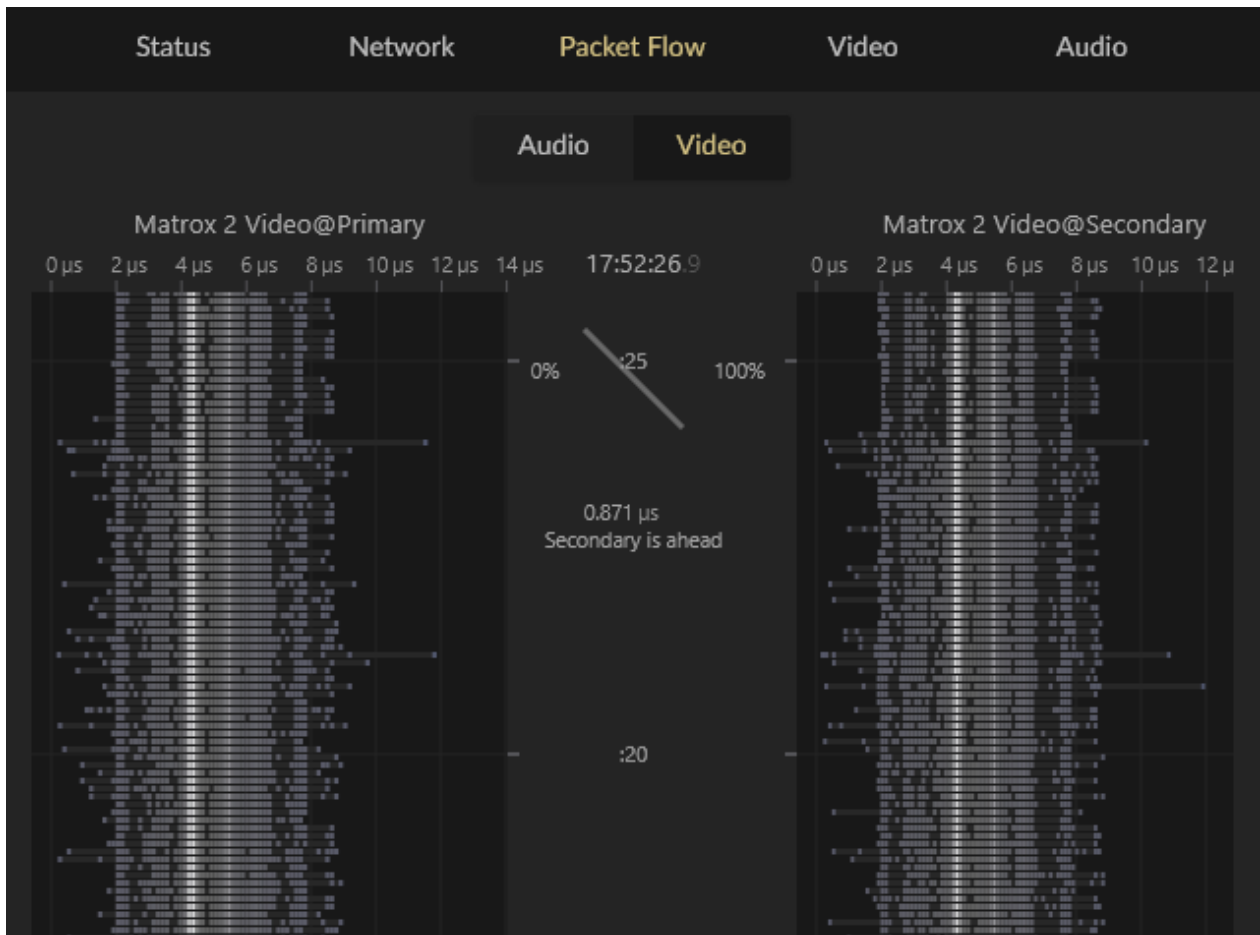 Status Network Packet Flow Video Audio
Audio Video
Matrox 2 Video@Primary
0 µs 2 µs 4 µs 6 µs 8 µs 10 µs 12 µs 14 µs
17:52:26.9
Matrox 2 Video@Secondary
0 µs 2 µs 4 µs 6 µs 8 µs 10 µs 12 µ
:25
0% 100%
0.871 µs
Secondary is ahead
:20